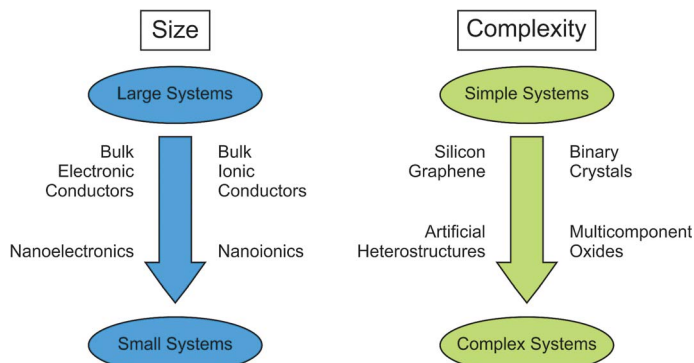 Size
Large Systems
Bulk
Electronic
Conductors
Bulk
Ionic
Conductors
Nanoelectronics
Nanoionics
Small Systems
Complexity
Simple Systems
Silicon
Graphene
Binary
Crystals
Artificial
Heterostructures
Multicomponent
Oxides
Complex Systems